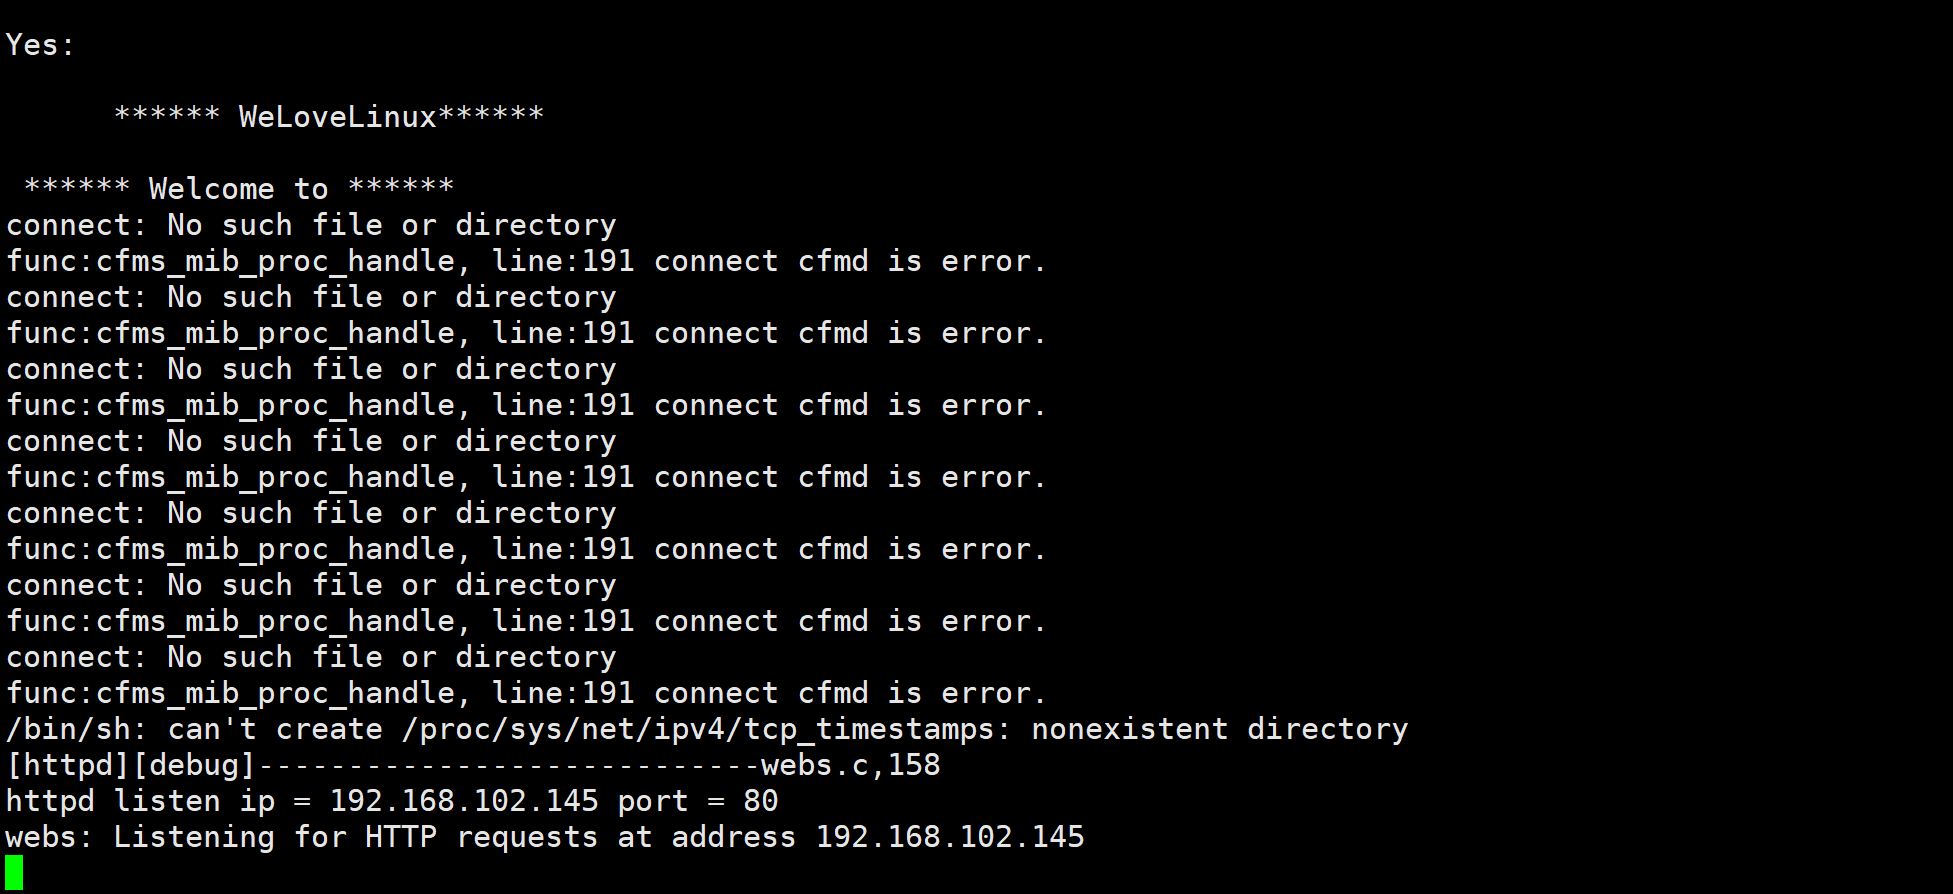 Yes:
****** WeLoveLinux******
****** Welcome to ******
connect: No such file or directory
func:cfms_mib_proc_handle, line:191 connect cfmd is error.
connect: No such file or directory
func:cfms_mib_proc_handle, line:191 connect cfmd is error.
connect: No such file or directory
func:cfms_mib_proc_handle, line:191 connect cfmd is error.
connect: No such file or directory
func:cfms_mib_proc_handle, line:191 connect cfmd is error.
connect: No such file or directory
func:cfms_mib_proc_handle, line:191 connect cfmd is error.
connect: No such file or directory
func:cfms_mib_proc_handle, line:191 connect cfmd is error.
connect: No such file or directory
func:cfms_mib_proc_handle, line:191 connect cfmd is error.
/bin/sh: can't create /proc/sys/net/ipv4/tcp_timestamps: nonexistent directory
[httpd][debug]----------------------------webs.c,158
httpd listen ip = 192.168.102.145 port = 80
webs: Listening for HTTP requests at address 192.168.102.145